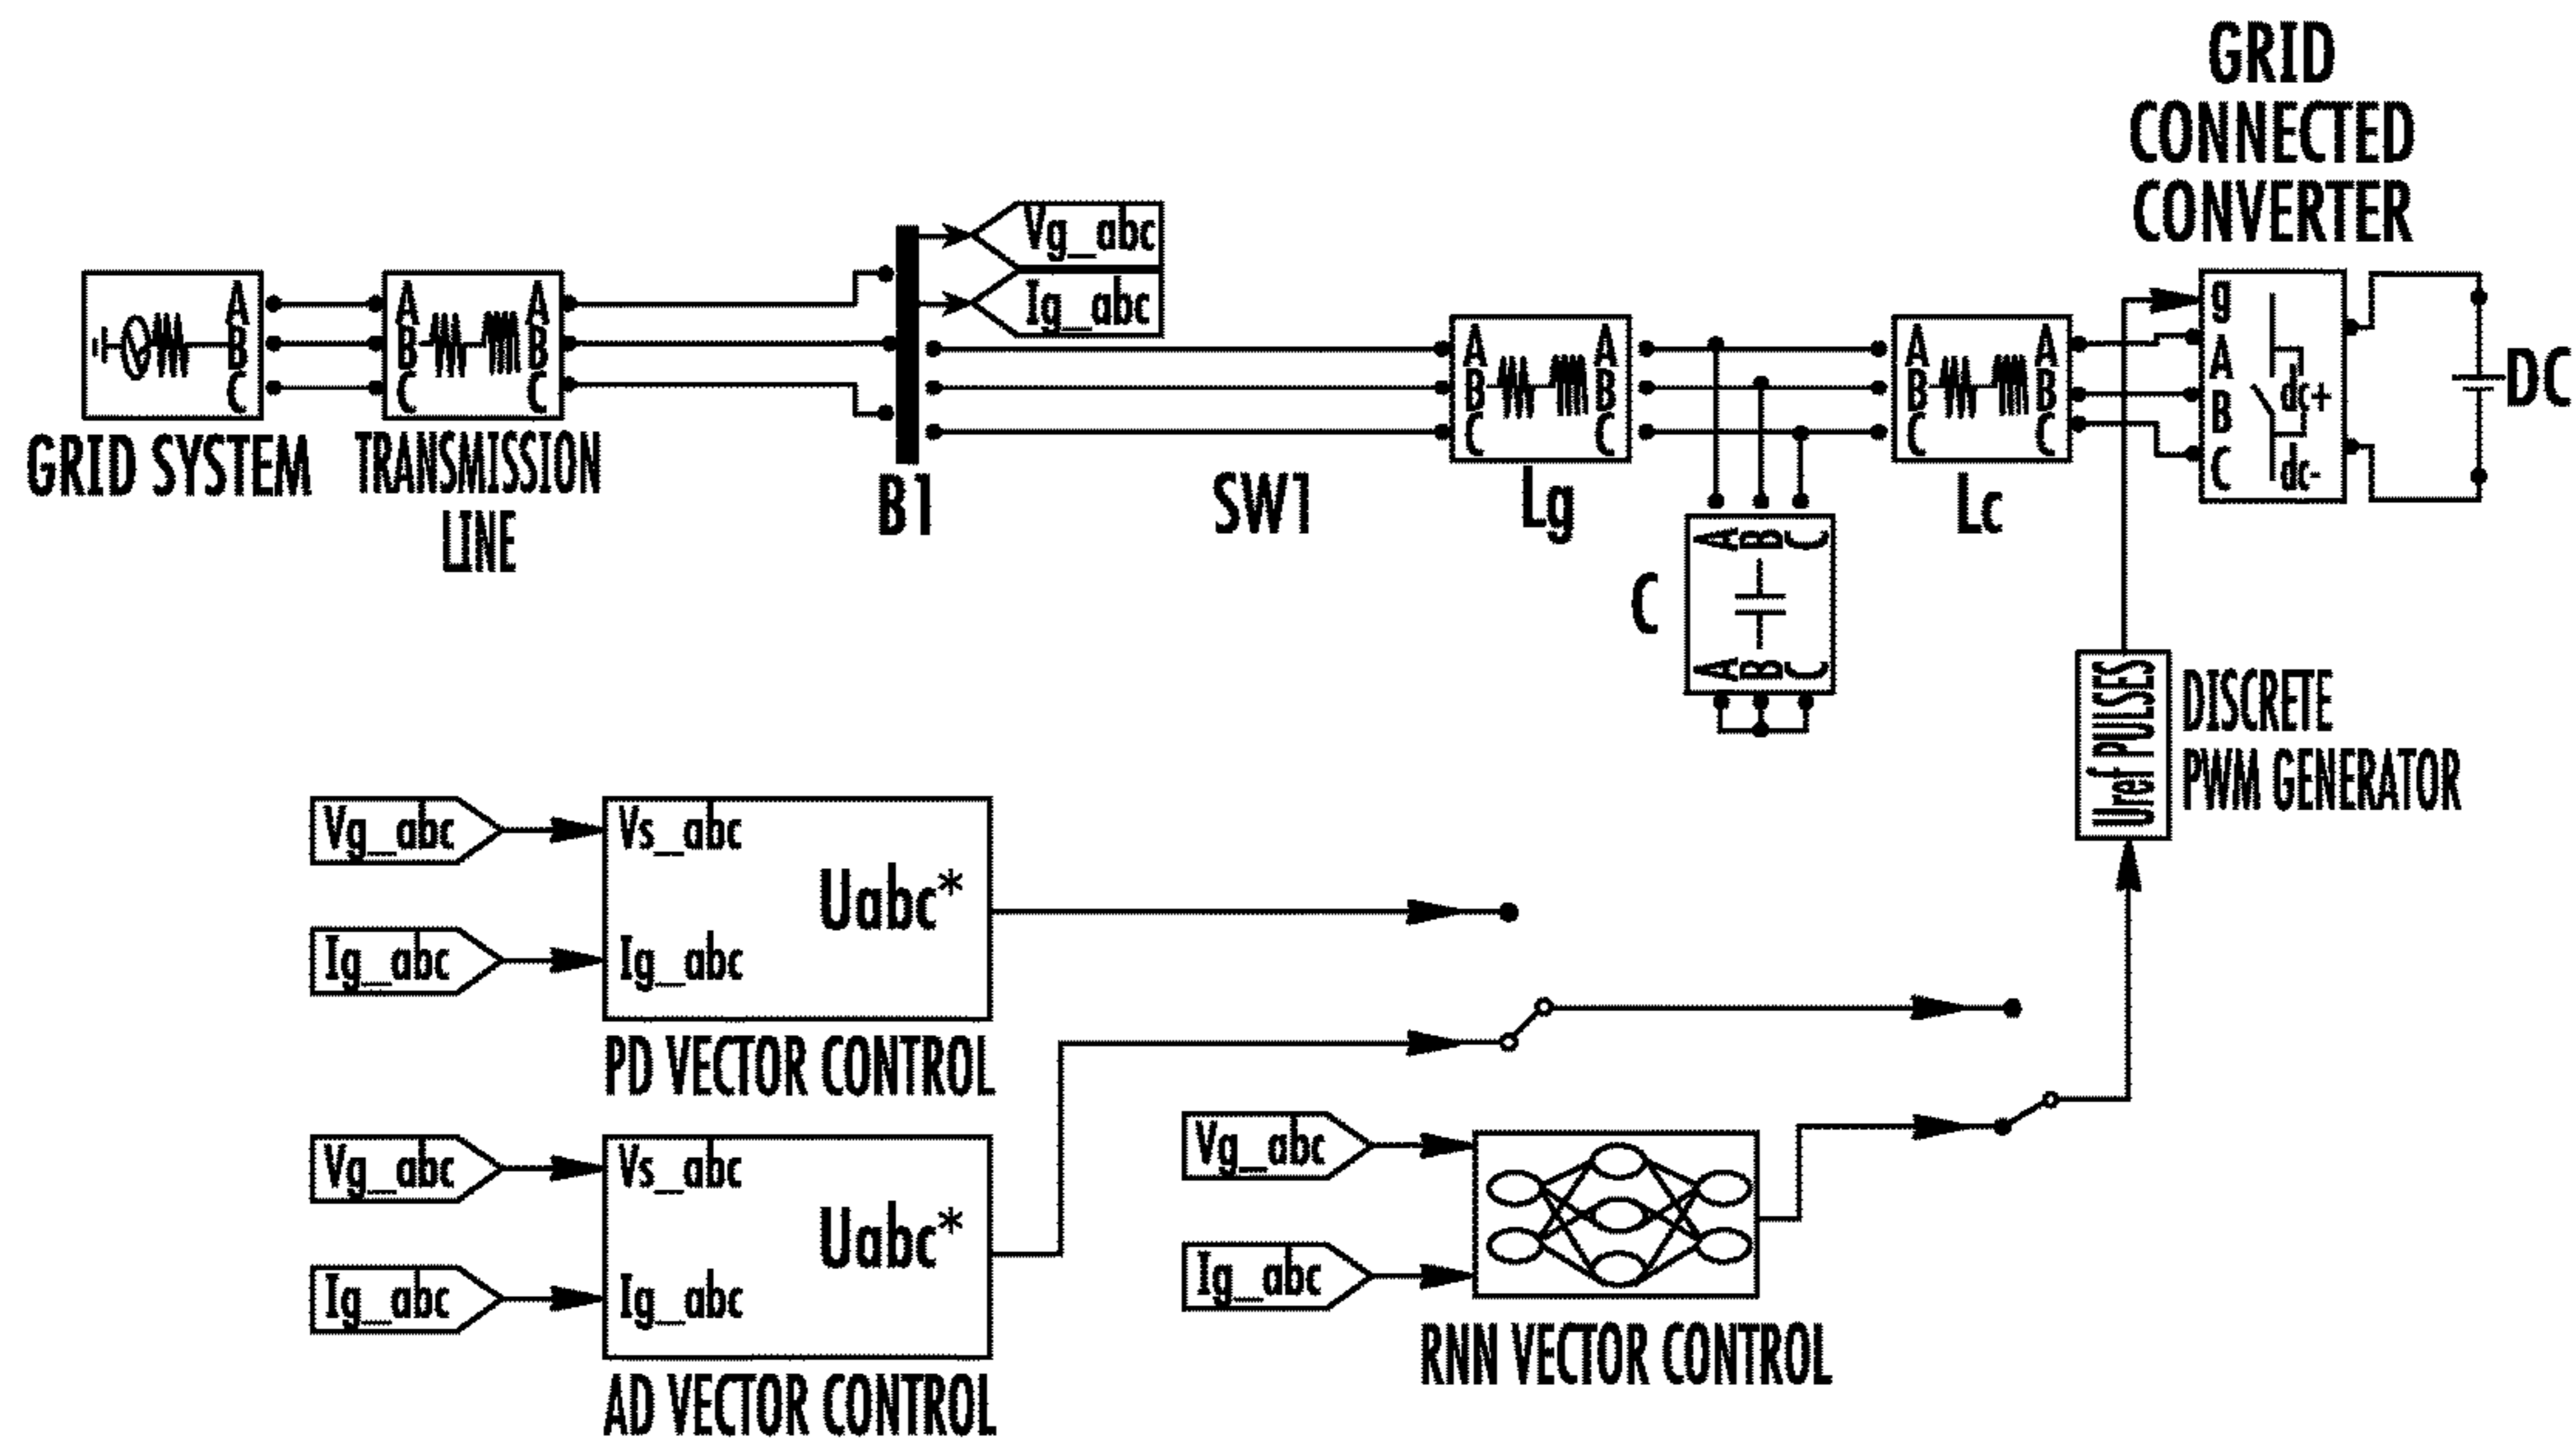 GRID
CONNECTED
CONVERTER
Vg_abc
Ig_abc
A A A g
B B B
C C C
A A A A A
B B B B B
C C C C C
dc+
dc-
DC
GRID SYSTEM
TRANSMISSION
LINE
B1
SW1
Lg
Lc
A B C
C
A B C
Uref PULSES
DISCRETE
PWM GENERATOR
Vg_abc
Vs_abc
Uabc*
Ig_abc
Ig_abc
PD VECTOR CONTROL
Vg_abc
Vs_abc
Uabc*
Ig_abc
Ig_abc
AD VECTOR CONTROL
Vg_abc
Ig_abc
RNN VECTOR CONTROL